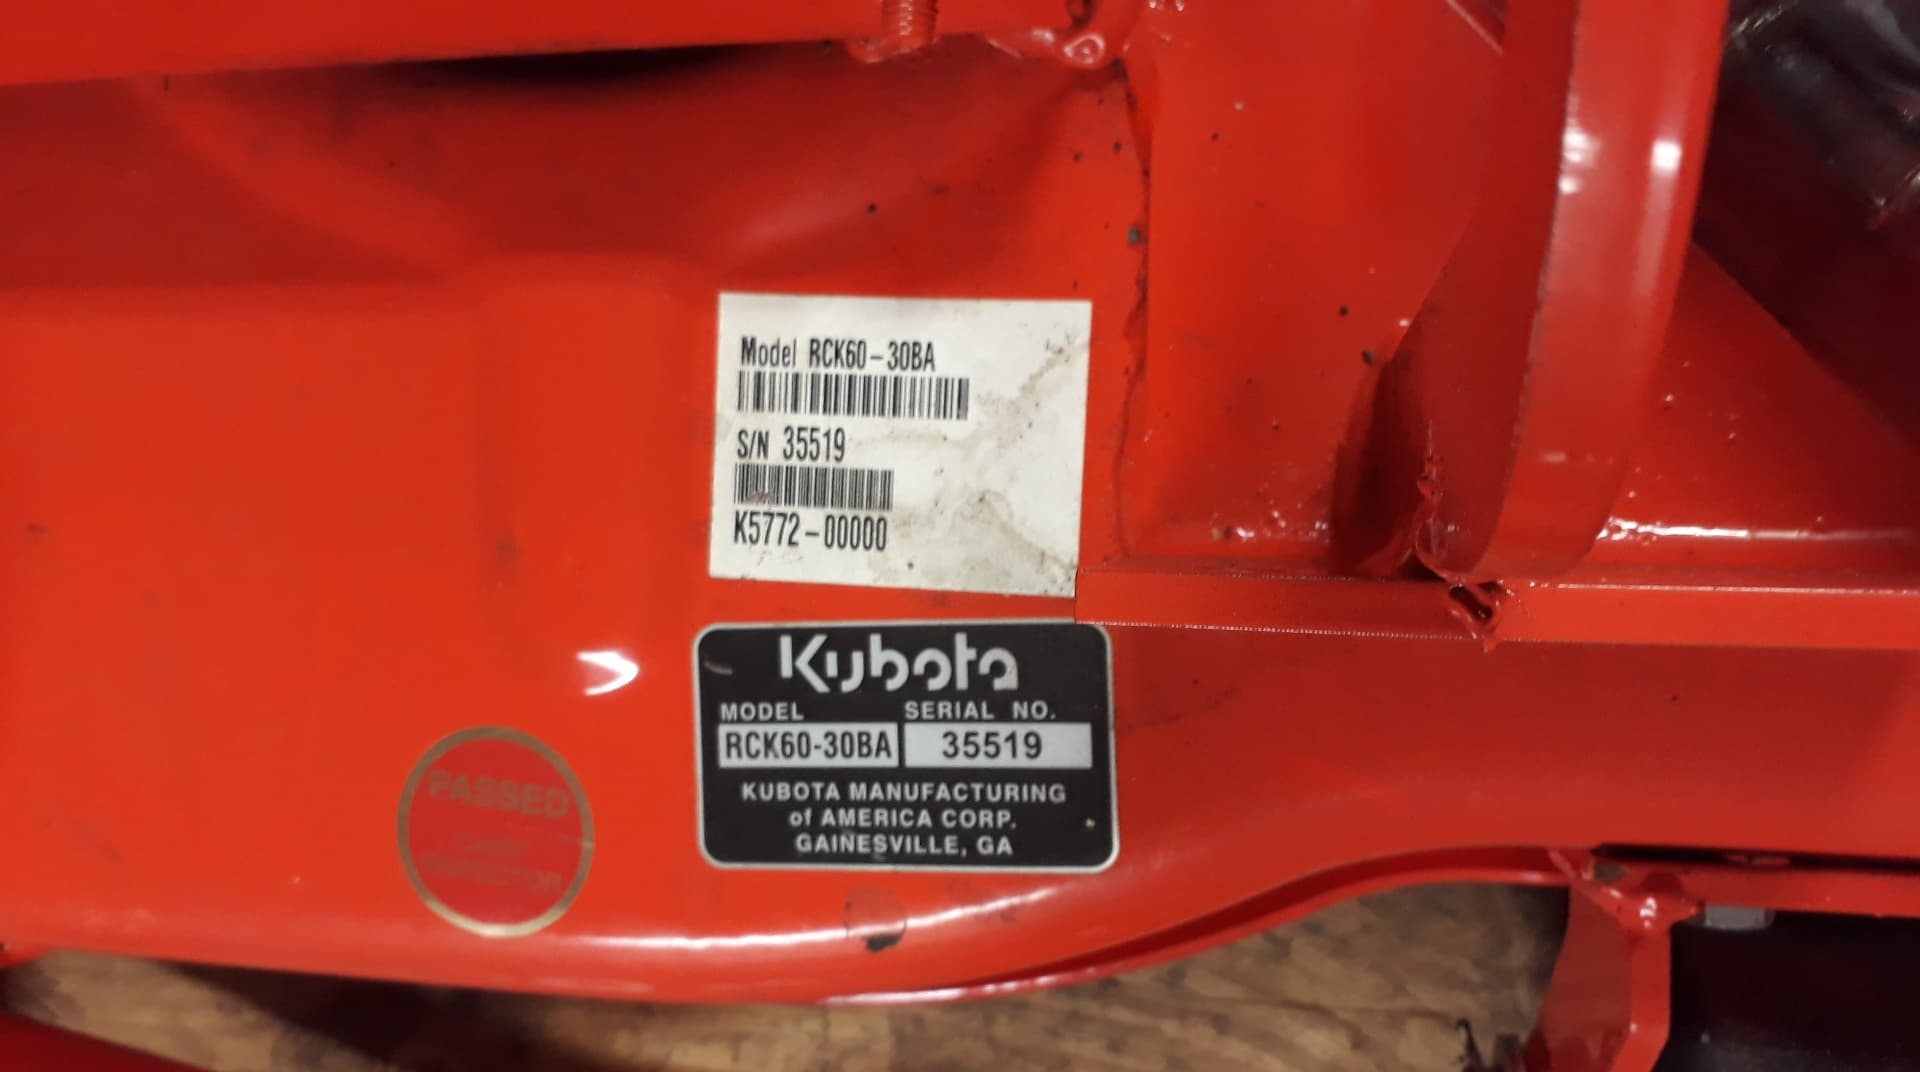 Model RCK60-30BA
S/N 35519
K5772-00000
Kubota
MODEL SERIAL NO.
RCK60-30BA 35519
KUBOTA MANUFACTURING
of AMERICA CORP.
GAINESVILLE, GA
PASSED
INSPECTION